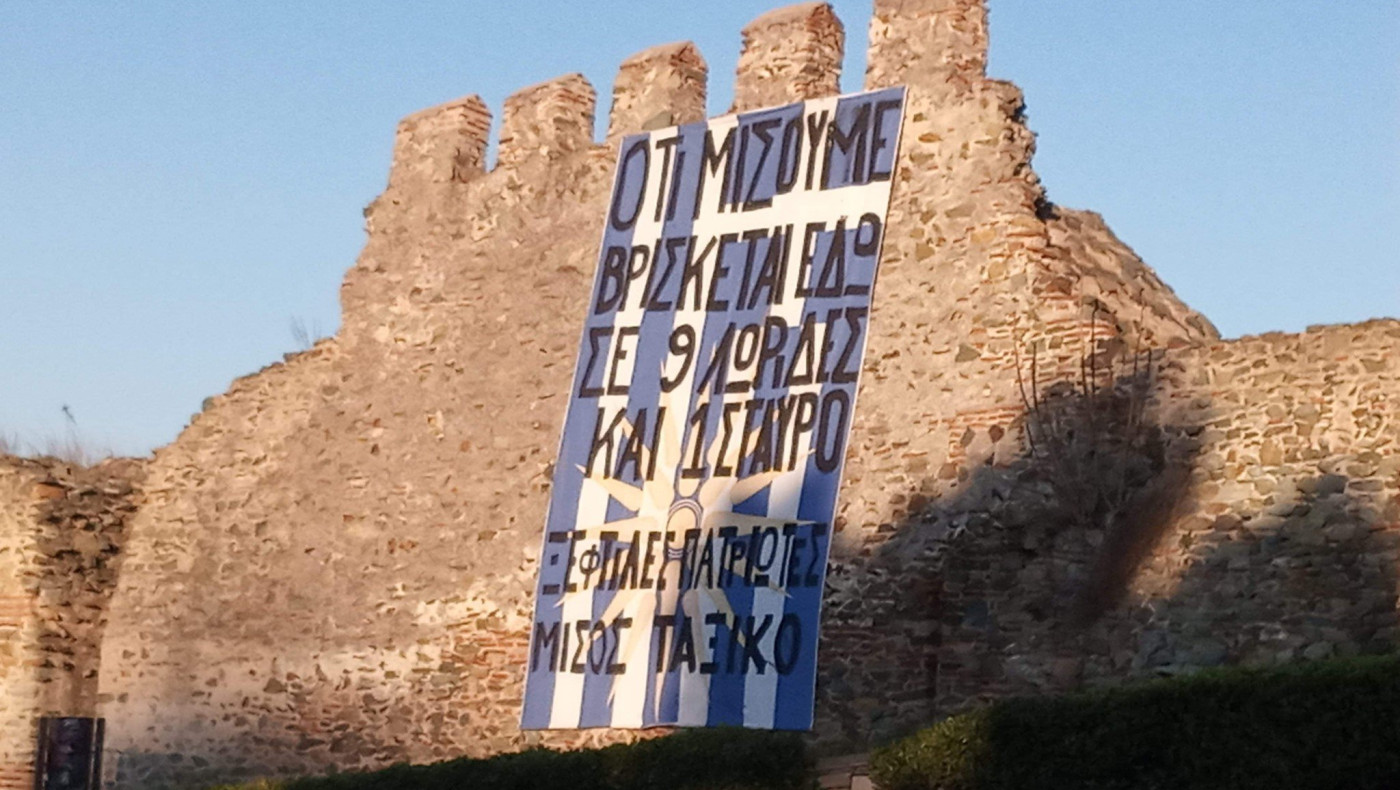 ΟΤΙ ΜΙΣΟΥΜΕ
ΒΡΙΣΚΕΤΑΙ ΕΔΩ
ΣΕ 9 ΛΩΡΙΔΕΣ
ΚΑΙ 1 ΣΤΑΥΡΟ
ΞΕΦΤΙΛΕΣ ΠΑΤΡΙΩΤΕΣ
ΜΙΣΟΣ ΤΑΞΙΚΟ